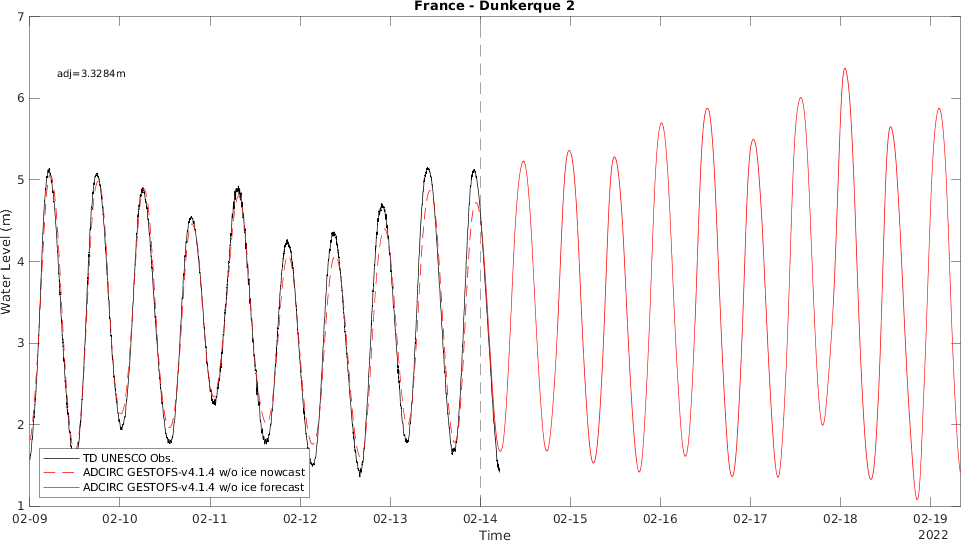 France - Dunkerque 2
7
adj=3.3284m
6
5
4
3
2
1
Water Level (m)
TD UNESCO Obs.
ADCIRC GESTOFS-v4.1.4 w/o ice nowcast
ADCIRC GESTOFS-v4.1.4 w/o ice forecast
02-09 02-10 02-11 02-12 02-13 02-14 02-15 02-16 02-17 02-18 02-19
Time
2022